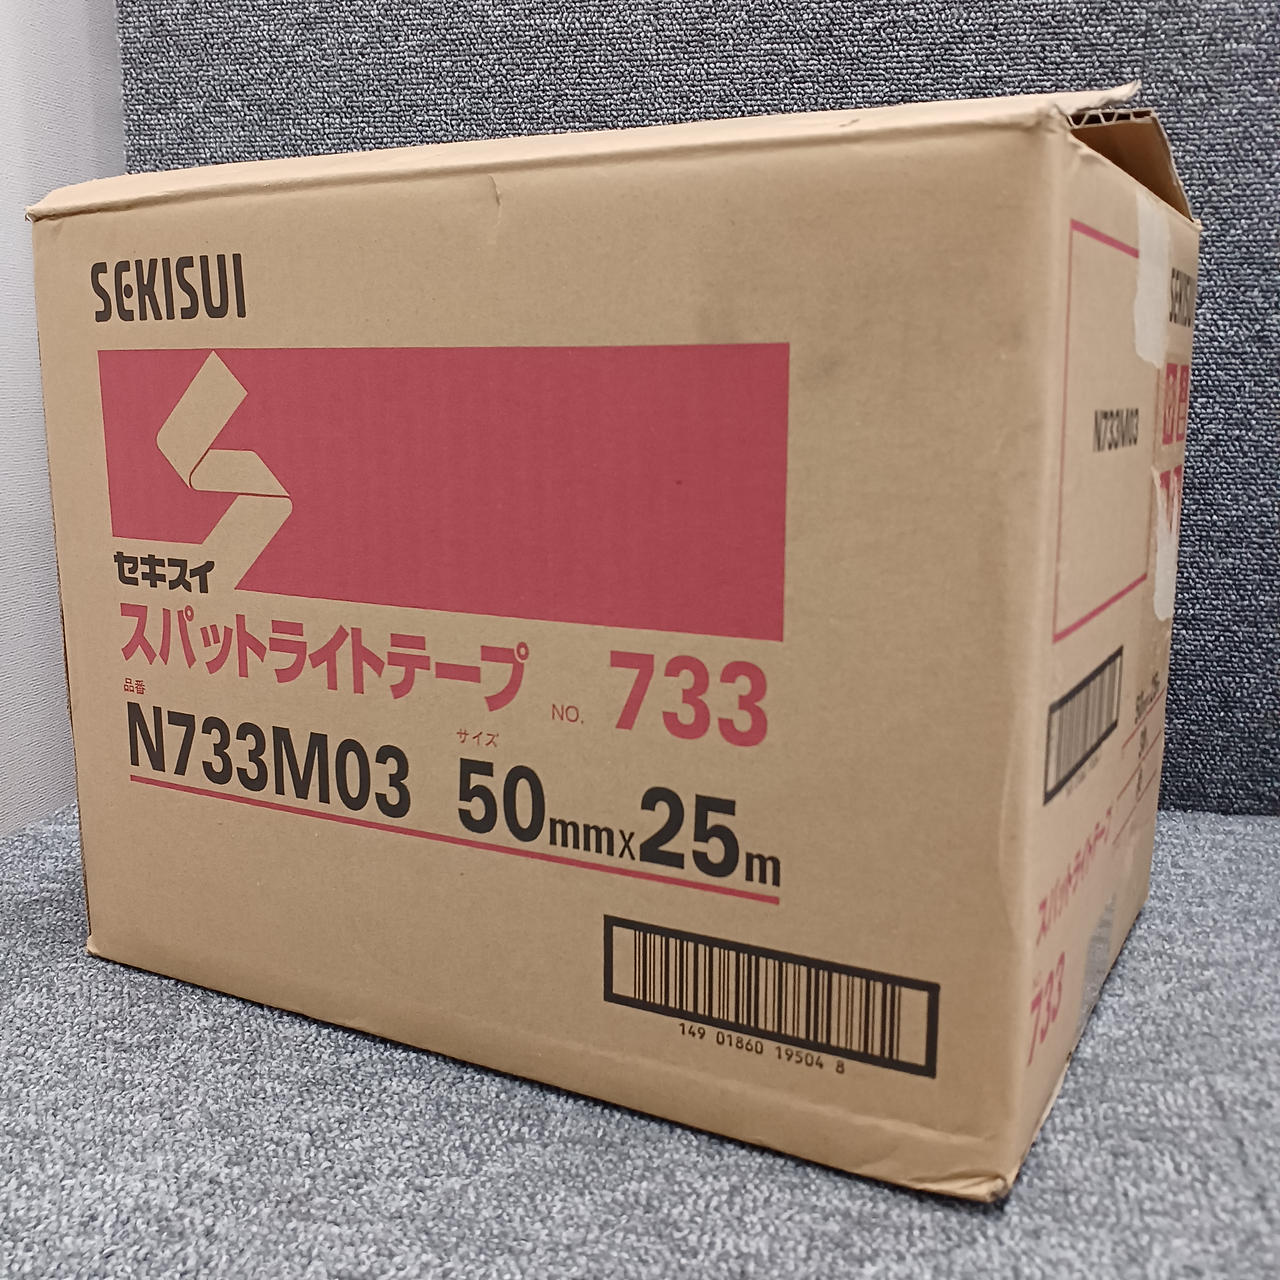 SEKISUI
セキスイ
スパットライトテープ NO. 733
品番
N733M03
サイズ
50mm×25m
149 01860 19504 8
SEKISUI
N733M03
スパットライトテープ
733